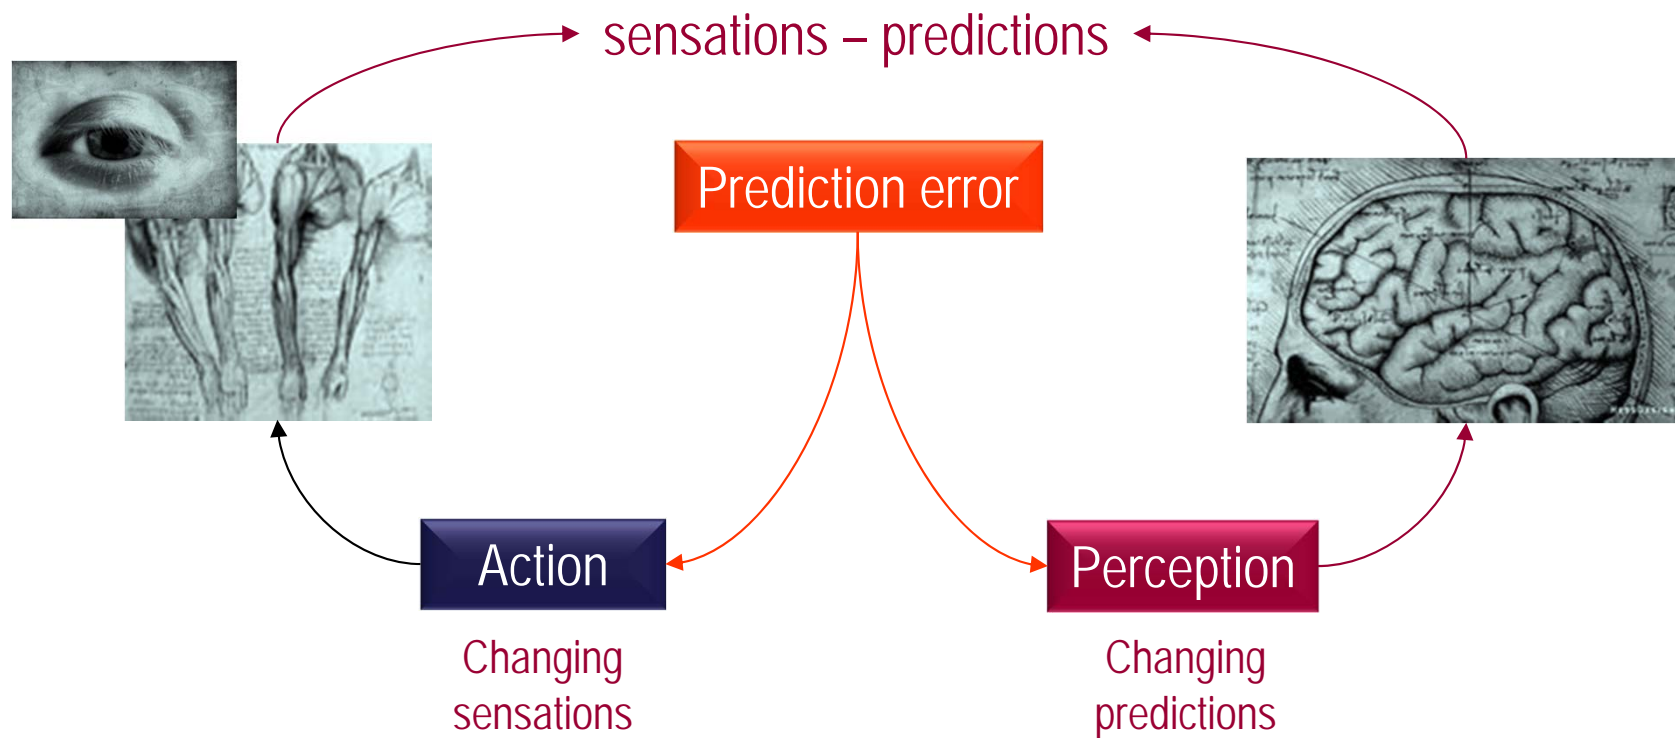 sensations – predictions
Prediction error
Action
Perception
Changing
sensations
Changing
predictions